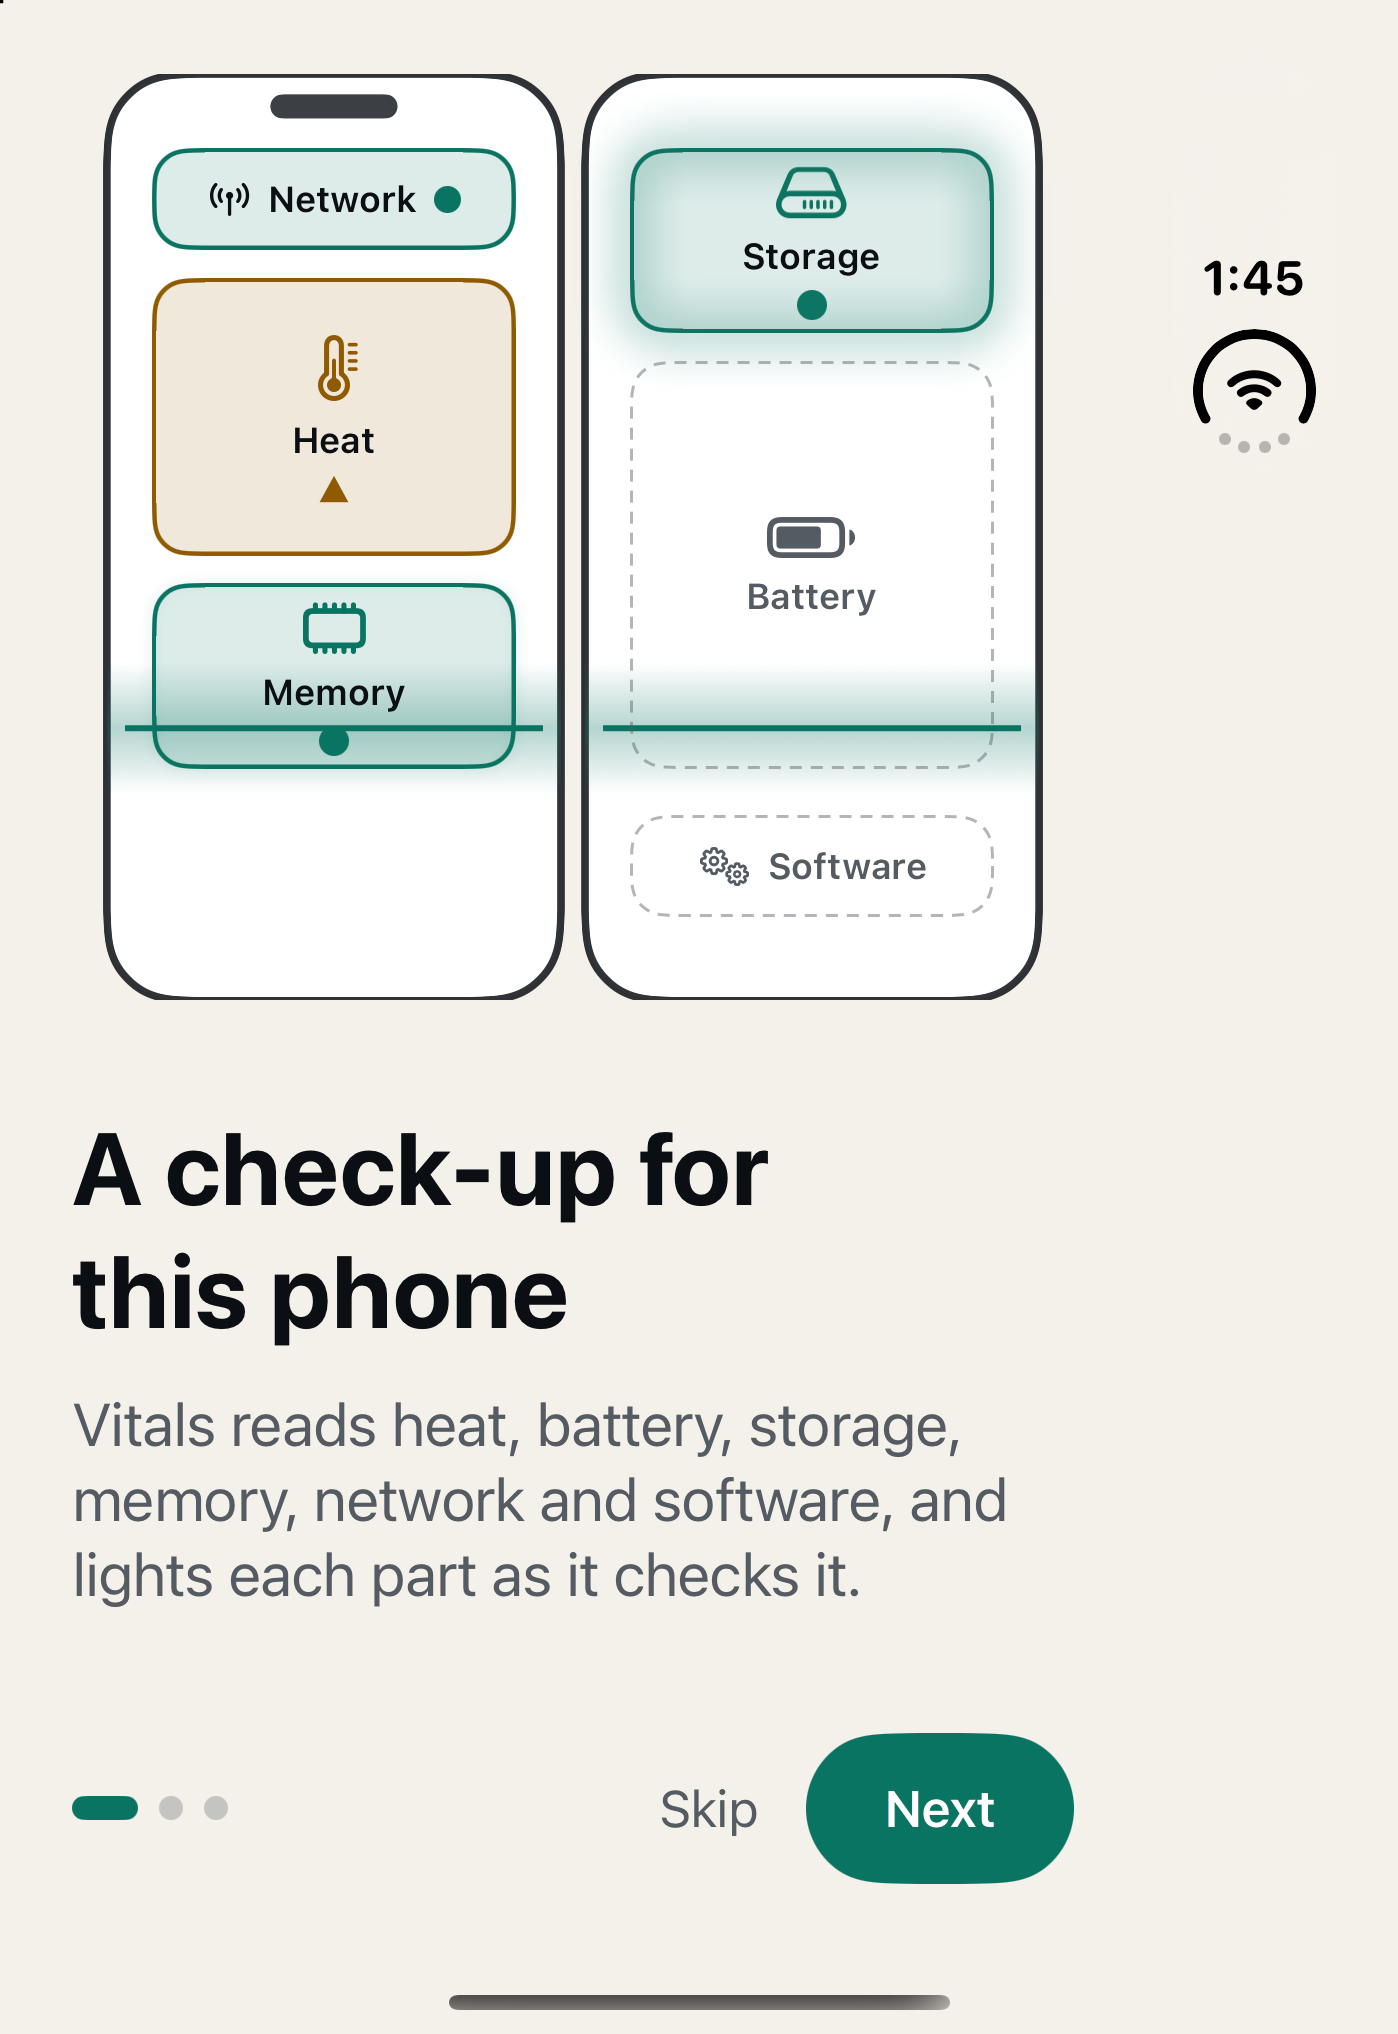 Network
Heat
Memory
Storage
Battery
Software
1:45
A check-up for
this phone
Vitals reads heat, battery, storage,
memory, network and software, and
lights each part as it checks it.
Skip
Next